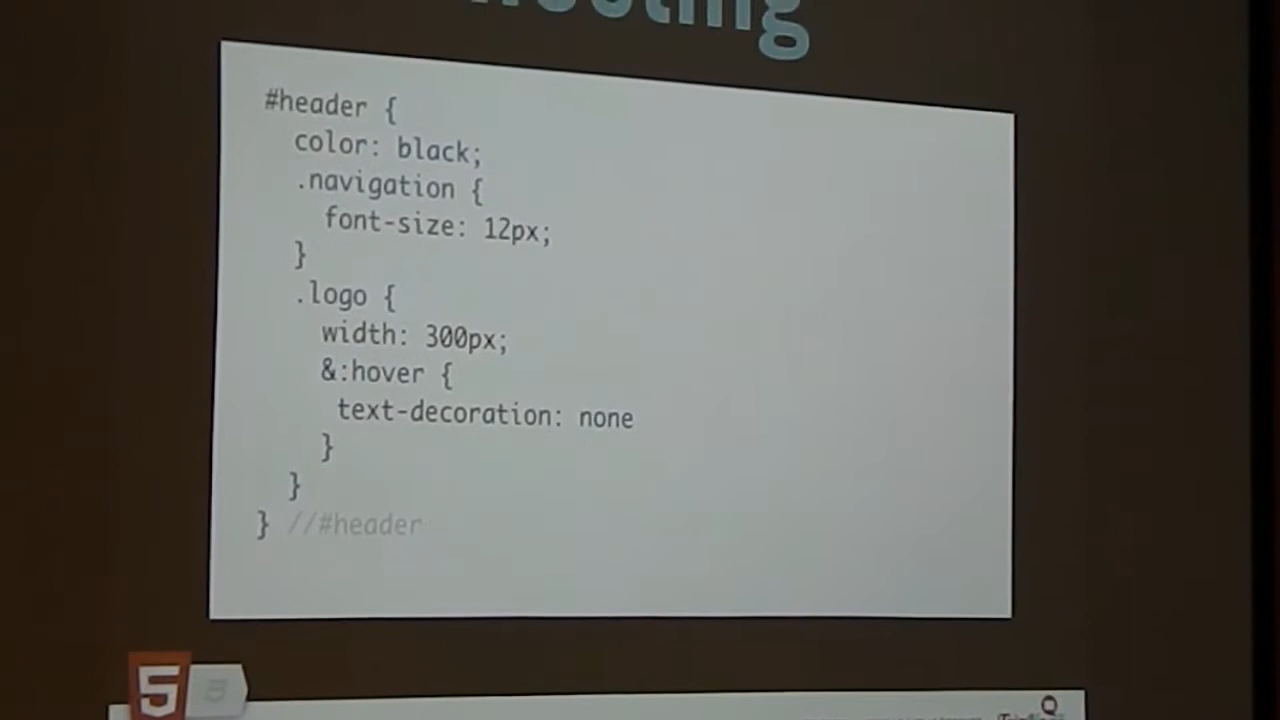 #header {
color: black;
.navigation {
font-size: 12px;
}
.logo {
width: 300px;
&:hover {
text-decoration: none
}
}
} //#header
5